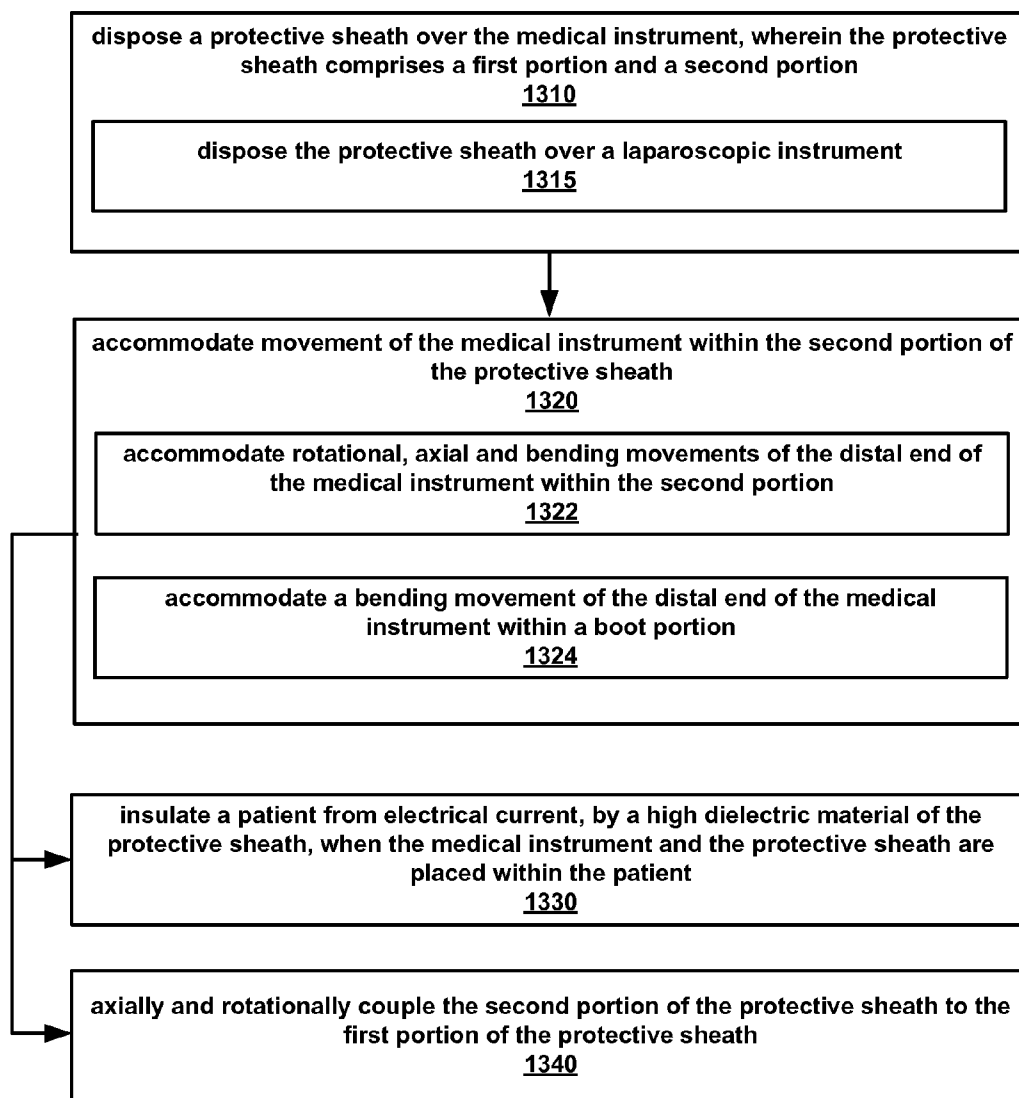 dispose a protective sheath over the medical instrument, wherein the protective
sheath comprises a first portion and a second portion
1310
dispose the protective sheath over a laparoscopic instrument
1315
accommodate movement of the medical instrument within the second portion of
the protective sheath
1320
accommodate rotational, axial and bending movements of the distal end of
the medical instrument within the second portion
1322
accommodate a bending movement of the distal end of the medical
instrument within a boot portion
1324
insulate a patient from electrical current, by a high dielectric material of the
protective sheath, when the medical instrument and the protective sheath are
placed within the patient
1330
axially and rotationally couple the second portion of the protective sheath to the
first portion of the protective sheath
1340